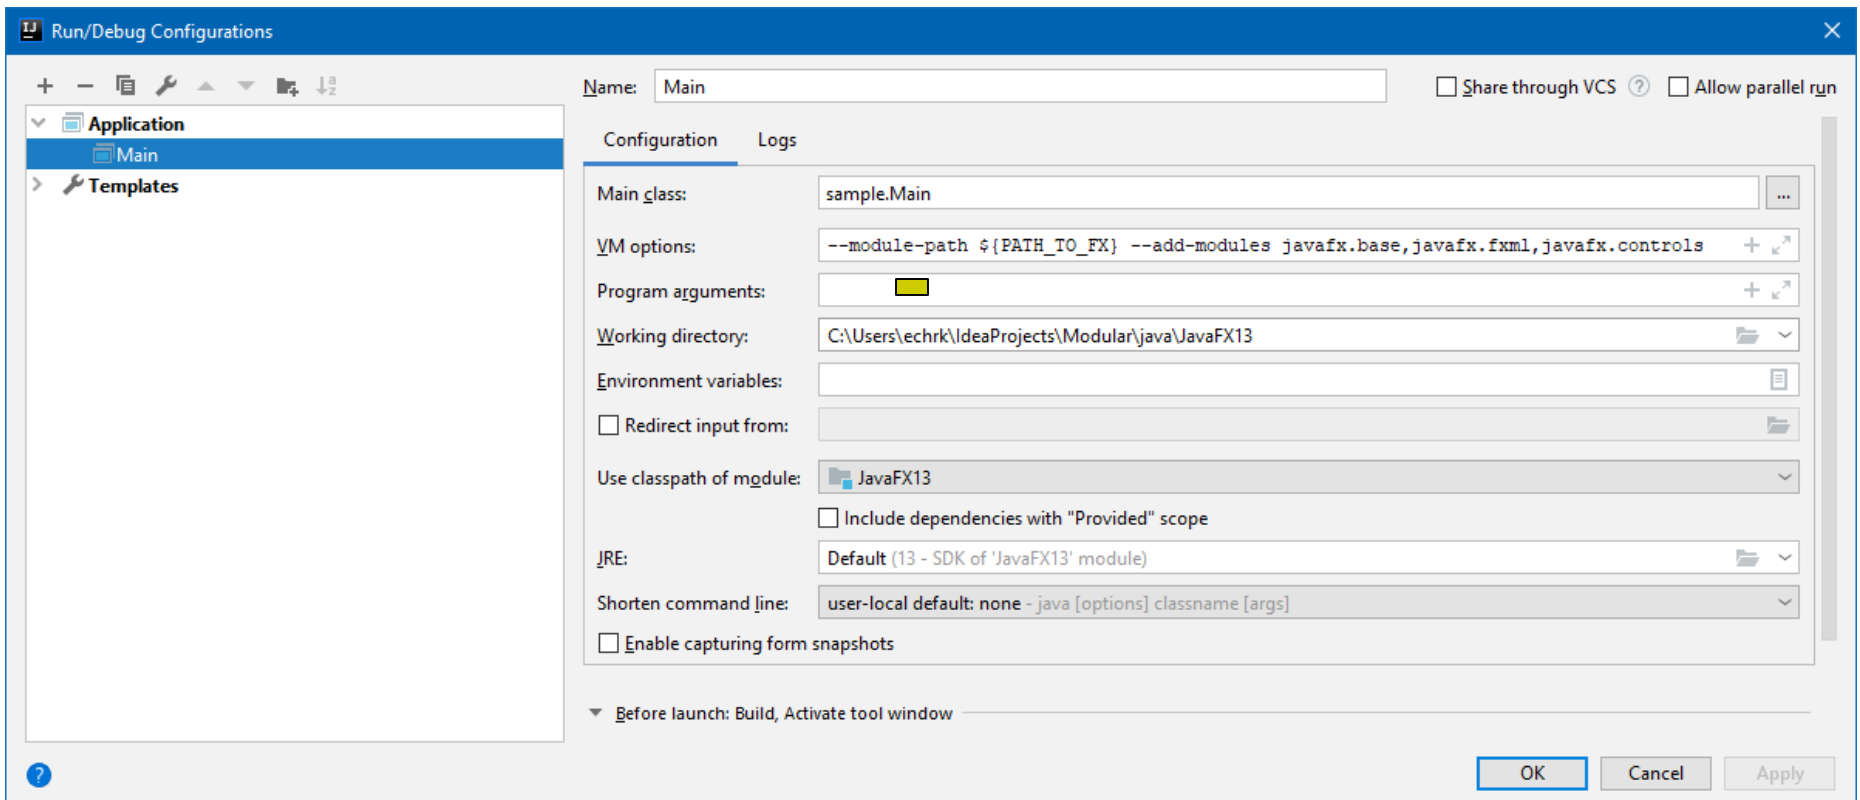 Run/Debug Configurations
Name: Main
Share through VCS ? Allow parallel run
Application
Main
Templates
Configuration Logs
Main class: sample.Main ...
VM options: --module-path ${PATH_TO_FX} --add-modules javafx.base,javafx.fxml,javafx.controls
Program arguments:
Working directory: C:\Users\echrk\IdeaProjects\Modular\java\JavaFX13
Environment variables:
Redirect input from:
Use classpath of module: JavaFX13
Include dependencies with "Provided" scope
JRE: Default (13 - SDK of 'JavaFX13' module)
Shorten command line: user-local default: none - java [options] classname [args]
Enable capturing form snapshots
Before launch: Build, Activate tool window
? OK Cancel Apply